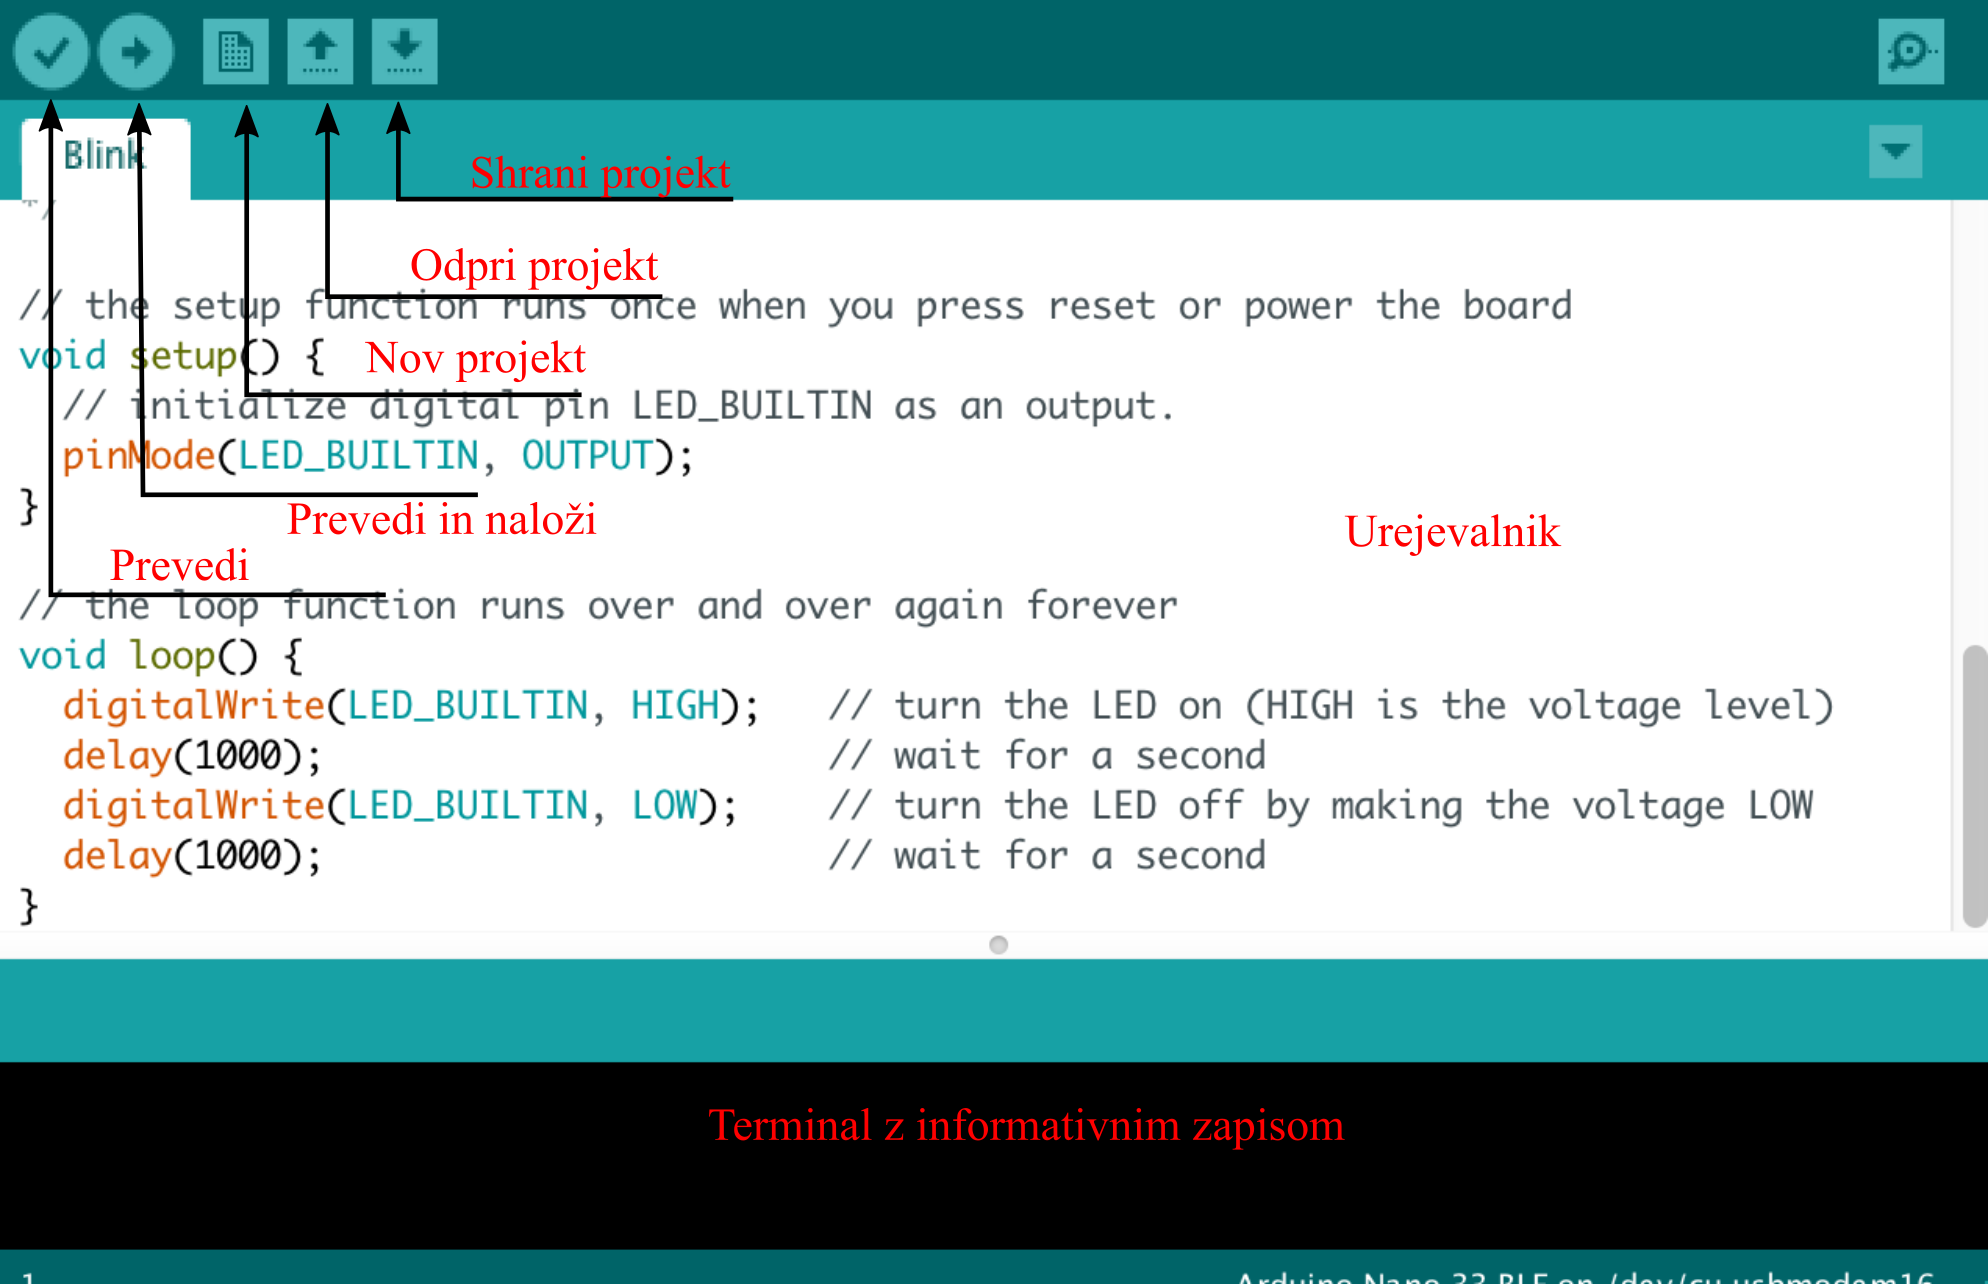 Blink
Shrani projekt
*/
Odpri projekt
// the setup function runs once when you press reset or power the board
void setup() {
Nov projekt
// initialize digital pin LED_BUILTIN as an output.
pinMode(LED_BUILTIN, OUTPUT);
}
Prevedi in naloži
Urejevalnik
Prevedi
// the loop function runs over and over again forever
void loop() {
digitalWrite(LED_BUILTIN, HIGH); // turn the LED on (HIGH is the voltage level)
delay(1000); // wait for a second
digitalWrite(LED_BUILTIN, LOW); // turn the LED off by making the voltage LOW
delay(1000); // wait for a second
}
Terminal z informativnim zapisom
1
Arduino Nano 33 BLE on /dev/cu.usbmodem16